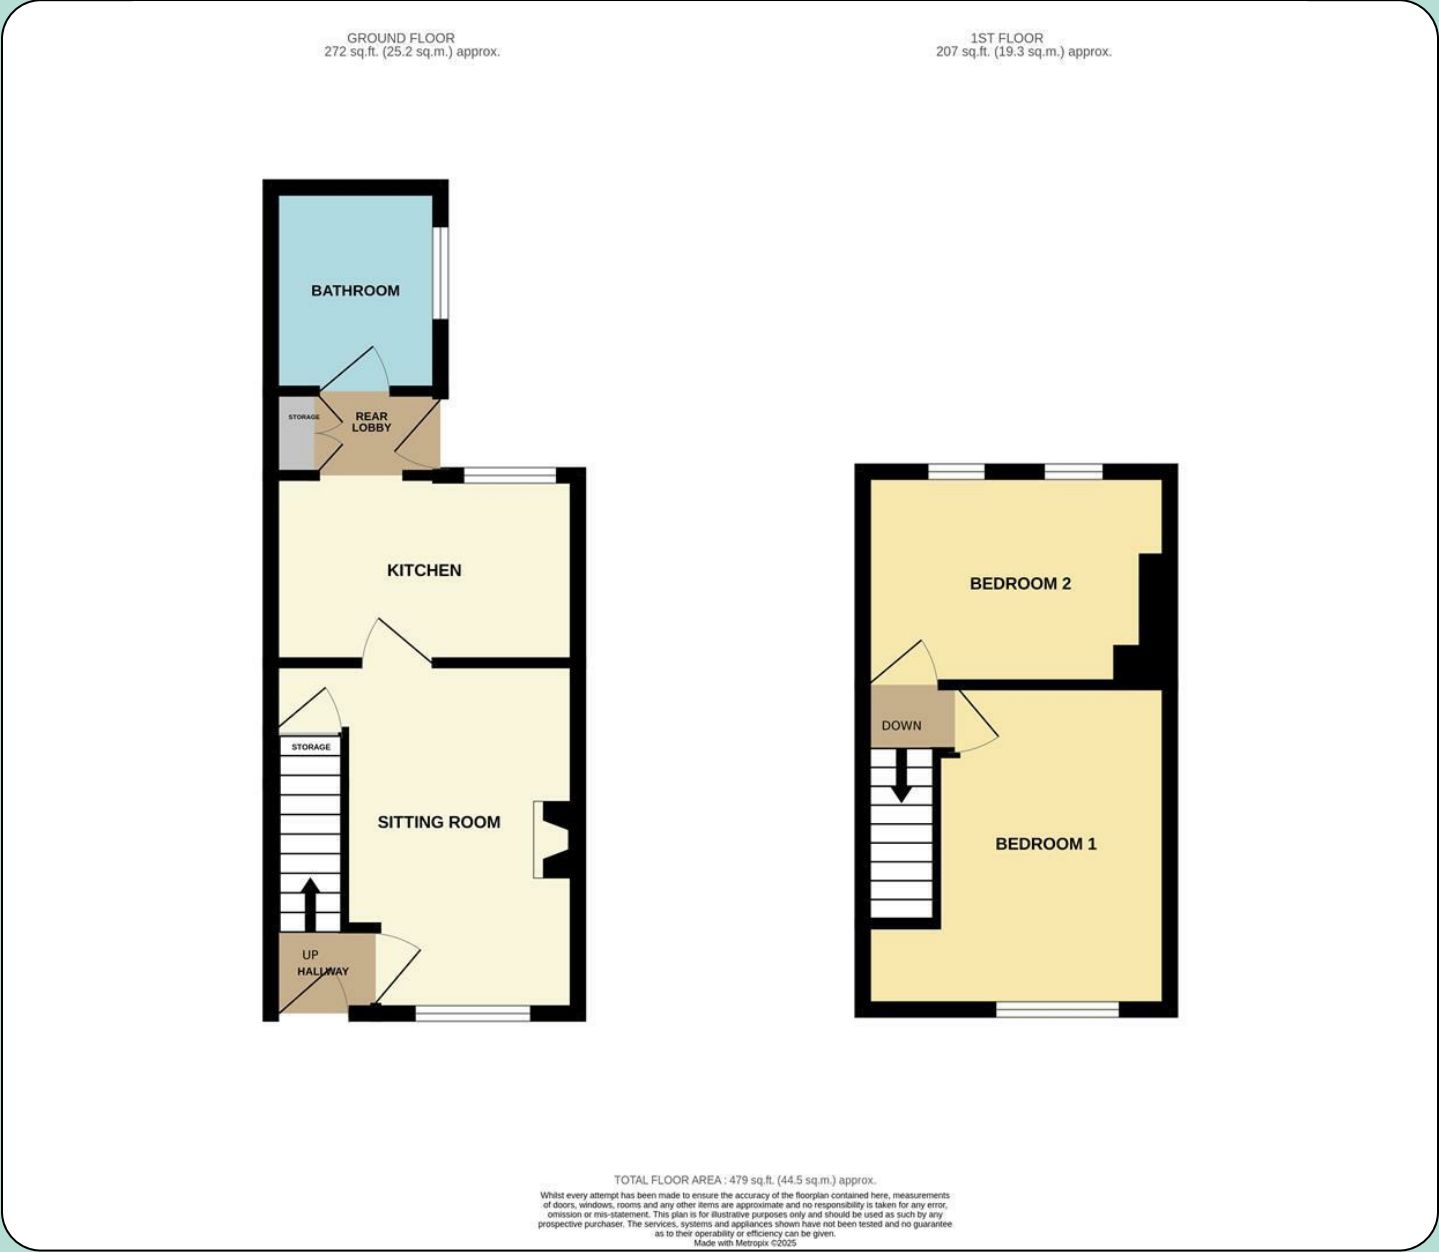 GROUND FLOOR
272 sq.ft. (25.2 sq.m.) approx.
1ST FLOOR
207 sq.ft. (19.3 sq.m.) approx.
BATHROOM
STORAGE
REAR
LOBBY
KITCHEN
STORAGE
SITTING ROOM
UP
HALLWAY
BEDROOM 2
DOWN
BEDROOM 1
TOTAL FLOOR AREA : 479 sq.ft. (44.5 sq.m.) approx.
Whilst every attempt has been made to ensure the accuracy of the floorplan contained here, measurements
of doors, windows, rooms and any other items are approximate and no responsibility is taken for any error,
omission or mis-statement. This plan is for illustrative purposes only and should be used as such by any
prospective purchaser. The services, systems and appliances shown have not been tested and no guarantee
as to their operability or efficiency can be given.
Made with Metropix ©2025